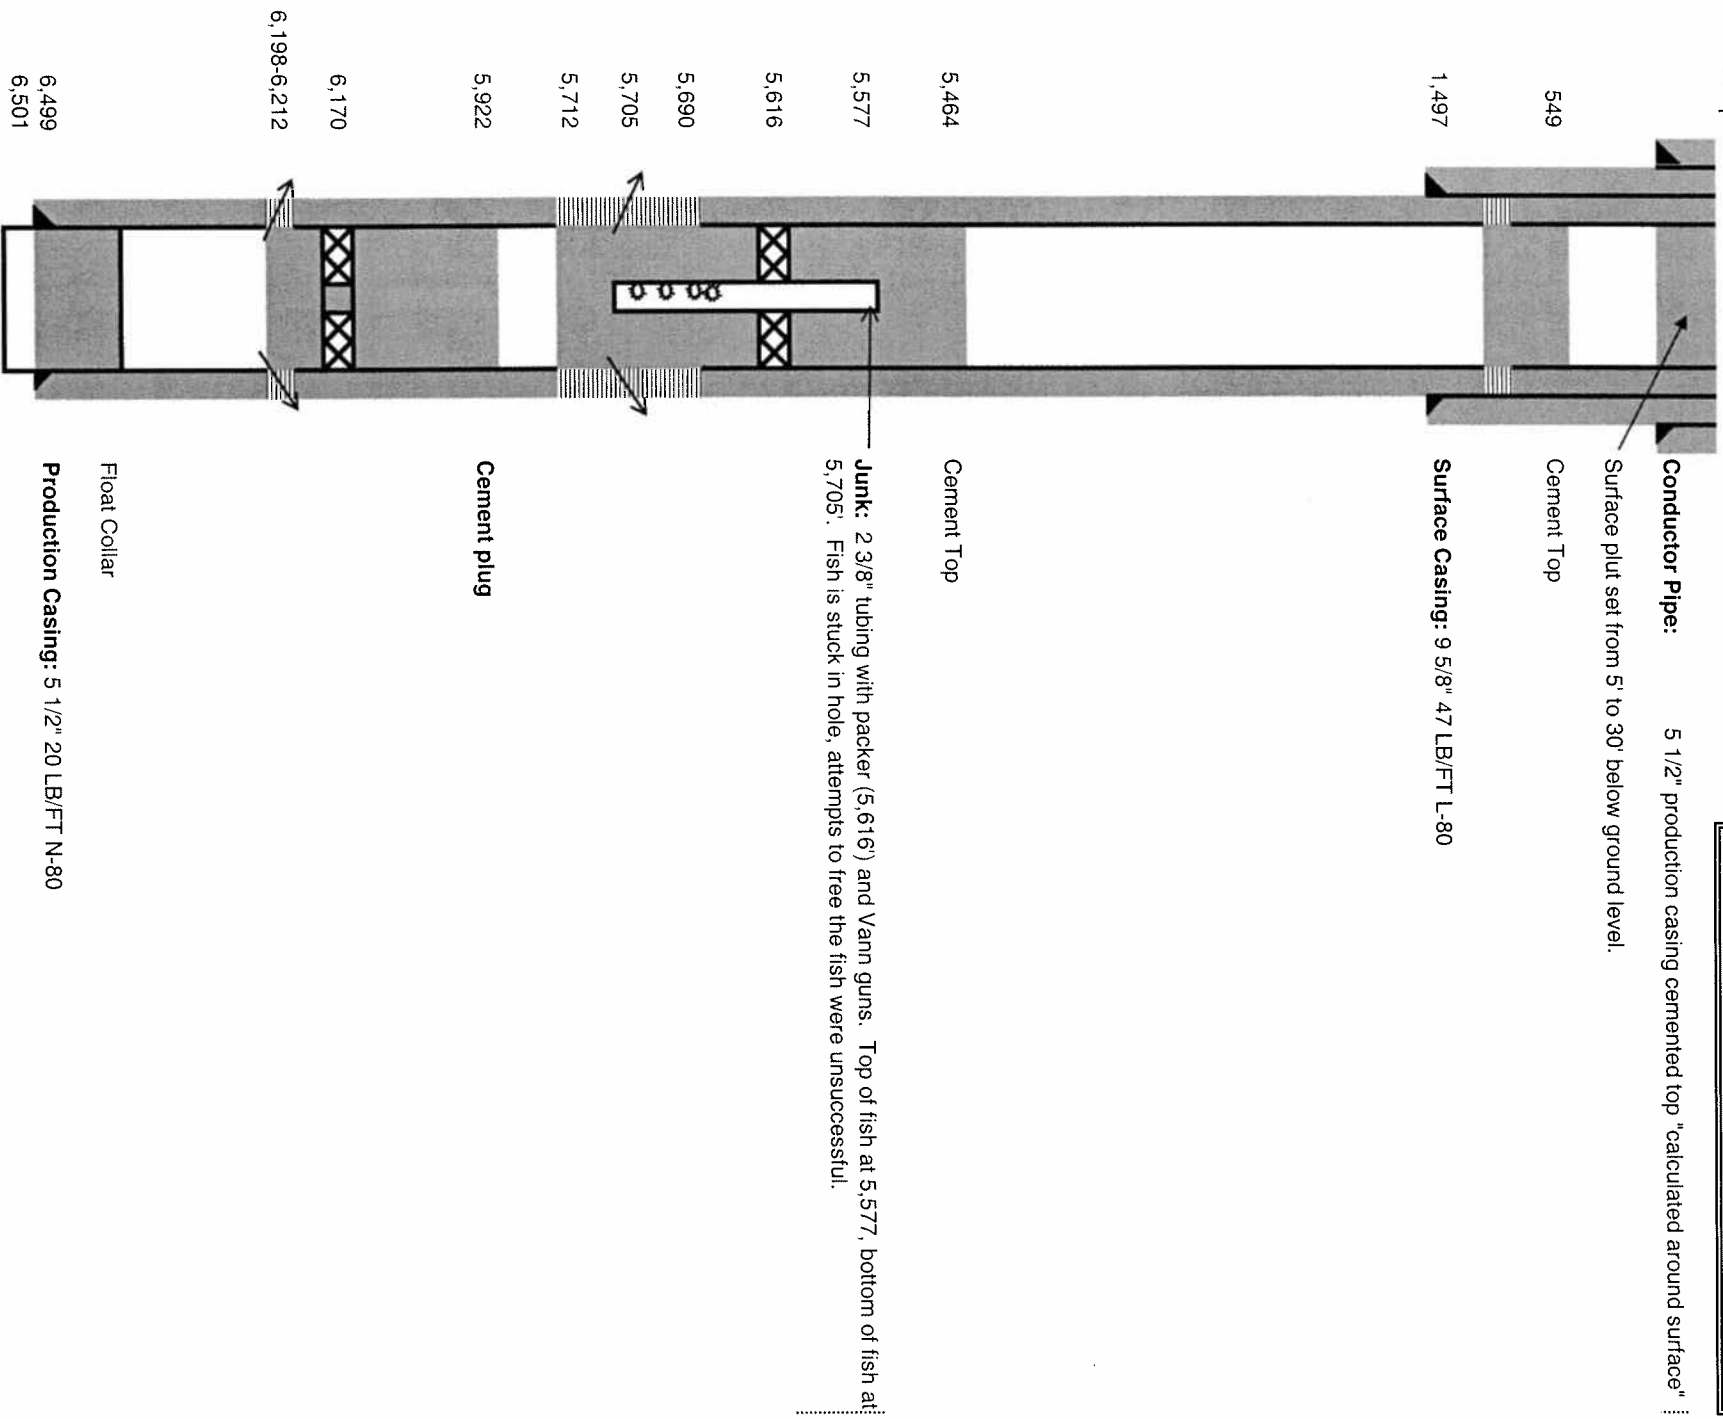 Conductor Pipe: 5 1/2" production casing cemented top "calculated around surface"
Surface plut set from 5' to 30' below ground level.
549 Cement Top
1,497 Surface Casing: 9 5/8" 47 LB/FT L-80
5,464 Cement Top
5,577 Junk: 2 3/8" tubing with packer (5,616') and Vann guns. Top of fish at 5,577, bottom of fish at
5,705'. Fish is stuck in hole, attempts to free the fish were unsuccessful.
5,616
5,690
5,705
5,712
5,922 Cement plug
6,170
6,198-6,212
Float Collar
6,499 Production Casing: 5 1/2" 20 LB/FT N-80
6,501